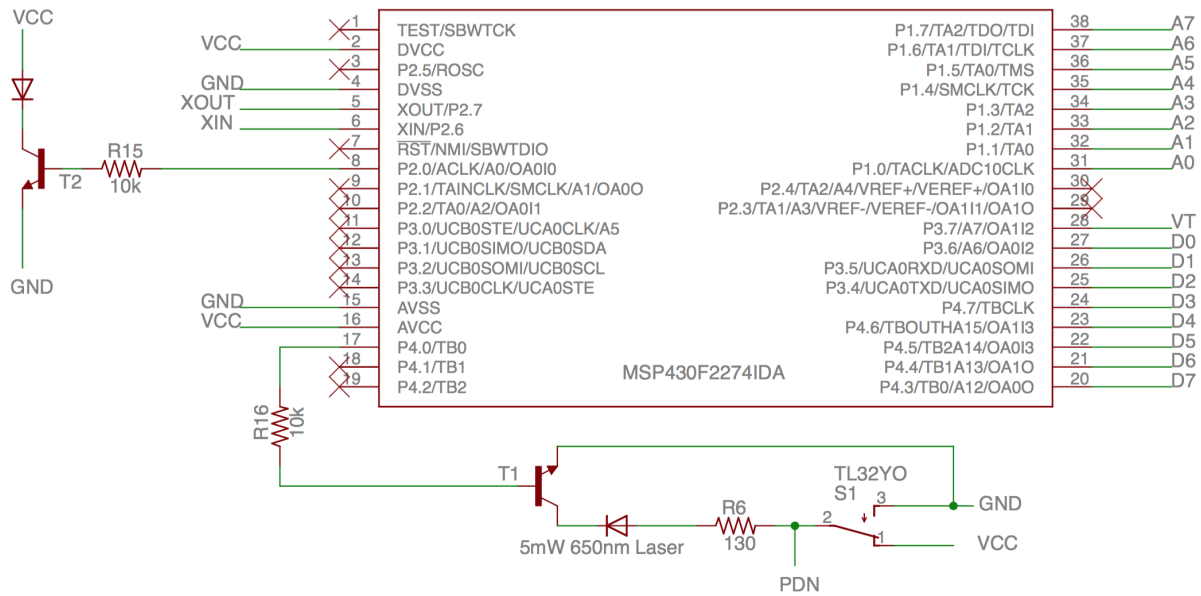 VCC
T2
R15
10k
GND
VCC
GND
XOUT
XIN
GND
VCC
1 TEST/SBWTCK
2 DVCC
3 P2.5/ROSC
4 DVSS
5 XOUT/P2.7
6 XIN/P2.6
7 RST/NMI/SBWTDIO
8 P2.0/ACLK/A0/OA0I0
9 P2.1/TAINCLK/SMCLK/A1/OA0O
10 P2.2/TA0/A2/OA0I1
11 P3.0/UCB0STE/UCA0CLK/A5
12 P3.1/UCB0SIMO/UCB0SDA
13 P3.2/UCB0SOMI/UCB0SCL
14 P3.3/UCB0CLK/UCA0STE
15 AVSS
16 AVCC
17 P4.0/TB0
18 P4.1/TB1
19 P4.2/TB2
MSP430F2274IDA
P1.7/TA2/TDO/TDI 38 A7
P1.6/TA1/TDI/TCLK 37 A6
P1.5/TA0/TMS 36 A5
P1.4/SMCLK/TCK 35 A4
P1.3/TA2 34 A3
P1.2/TA1 33 A2
P1.1/TA0 32 A1
P1.0/TACLK/ADC10CLK 31 A0
P2.4/TA2/A4/VREF+/VEREF+/OA1I0 30
P2.3/TA1/A3/VREF-/VEREF-/OA1I1/OA1O 29
P3.7/A7/OA1I2 28 VT
P3.6/A6/OA0I2 27 D0
P3.5/UCA0RXD/UCA0SOMI 26 D1
P3.4/UCA0TXD/UCA0SIMO 25 D2
P4.7/TBCLK 24 D3
P4.6/TBOUTHA15/OA1I3 23 D4
P4.5/TB2A14/OA0I3 22 D5
P4.4/TB1A13/OA1O 21 D6
P4.3/TB0/A12/OA0O 20 D7
R16
10k
T1
5mW 650nm Laser
R6
130
PDN
TL32YO
S1
2
3
1
GND
VCC